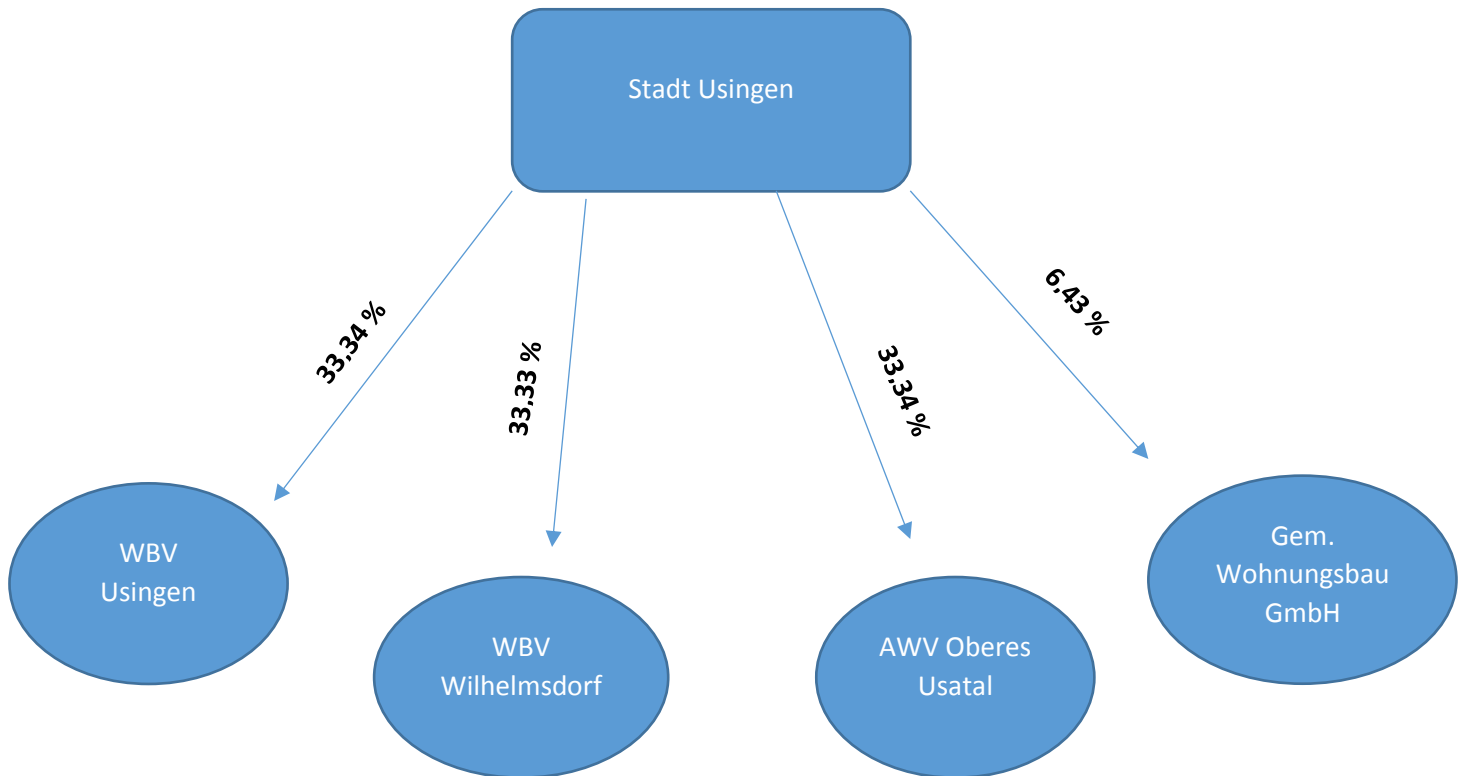 Stadt Usingen
33,34 %
33,33 %
33,34 %
6,43 %
WBV
Usingen
WBV
Wilhelmsdorf
AWV Oberes
Usatal
Gem.
Wohnungsbau
GmbH